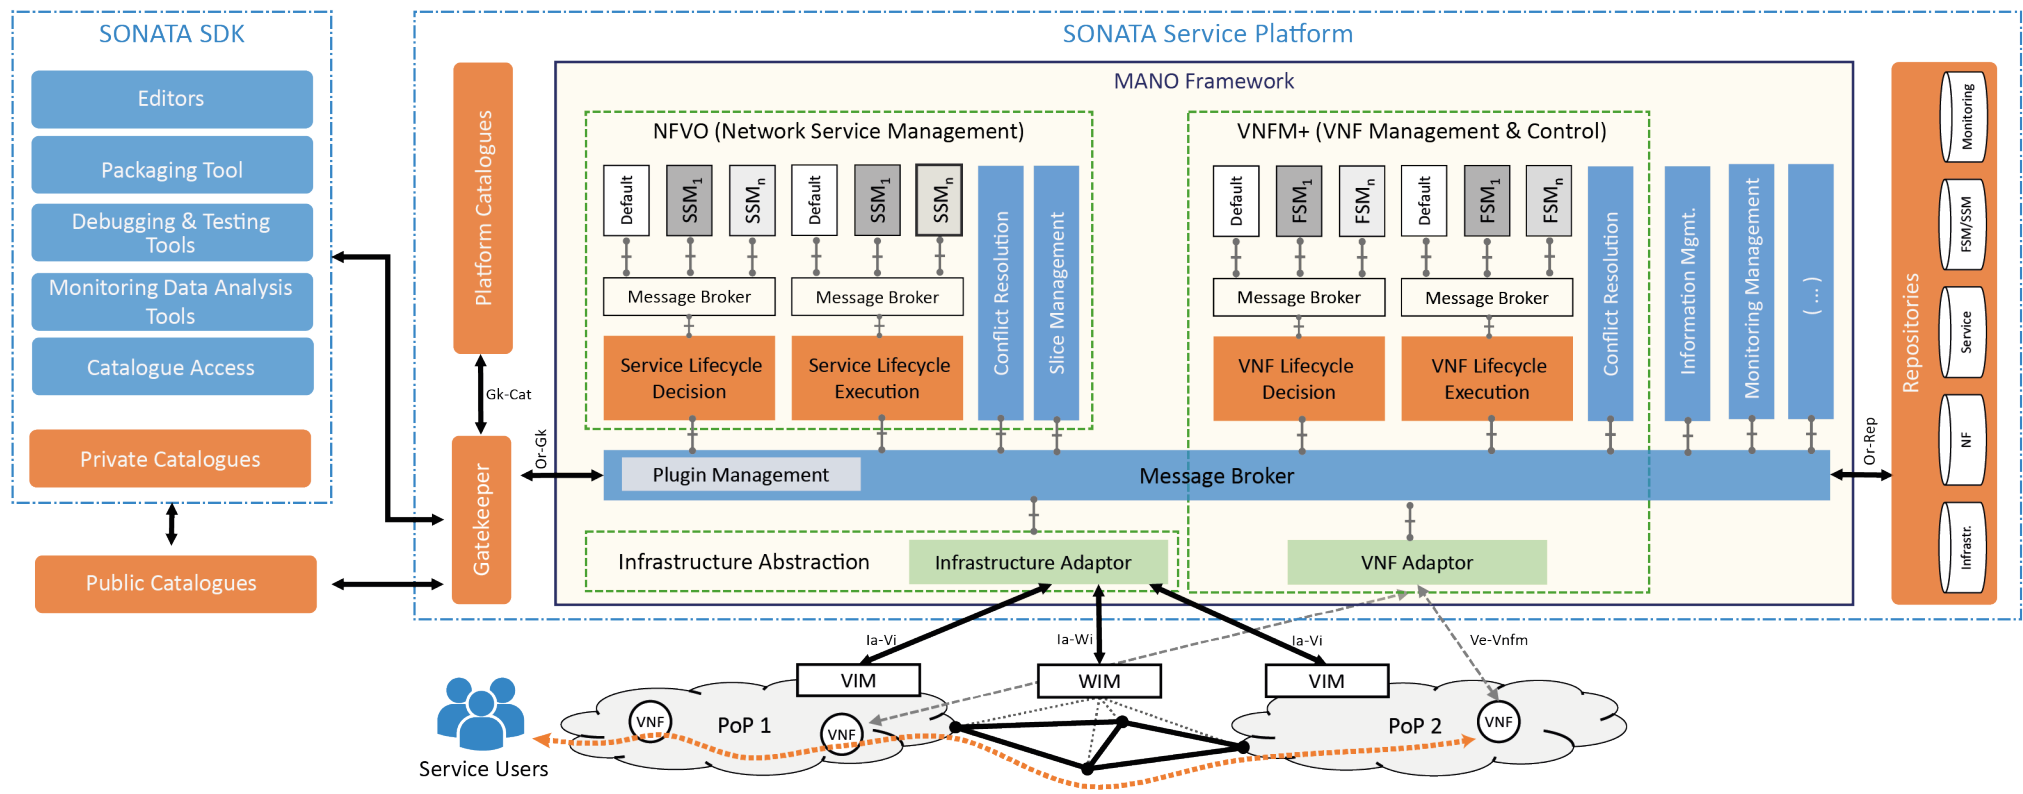 SONATA SDK
Editors
Packaging Tool
Debugging & Testing
Tools
Monitoring Data Analysis
Tools
Catalogue Access
Private Catalogues
Public Catalogues
SONATA Service Platform
Platform Catalogues
Gk-Cat
Gatekeeper
Or-Gk
MANO Framework
NFVO (Network Service Management)
Default
SSM1
SSMn
Default
SSM1
SSMn
Message Broker
Message Broker
Service Lifecycle
Decision
Service Lifecycle
Execution
Conflict Resolution
Slice Management
VNFM+ (VNF Management & Control)
Default
FSM1
FSMn
Default
FSM1
FSMn
Message Broker
Message Broker
VNF Lifecycle
Decision
VNF Lifecycle
Execution
Conflict Resolution
Information Mgmt.
Monitoring Management
( ... )
Plugin Management
Message Broker
Or-Rep
Repositories
Monitoring
FSM/SSM
Service
NF
Infrastr.
Infrastructure Abstraction
Infrastructure Adaptor
VNF Adaptor
Ia-Vi
Ia-Wi
Ia-Vi
Ve-Vnfm
VIM
WIM
VIM
VNF
PoP 1
VNF
PoP 2
VNF
Service Users